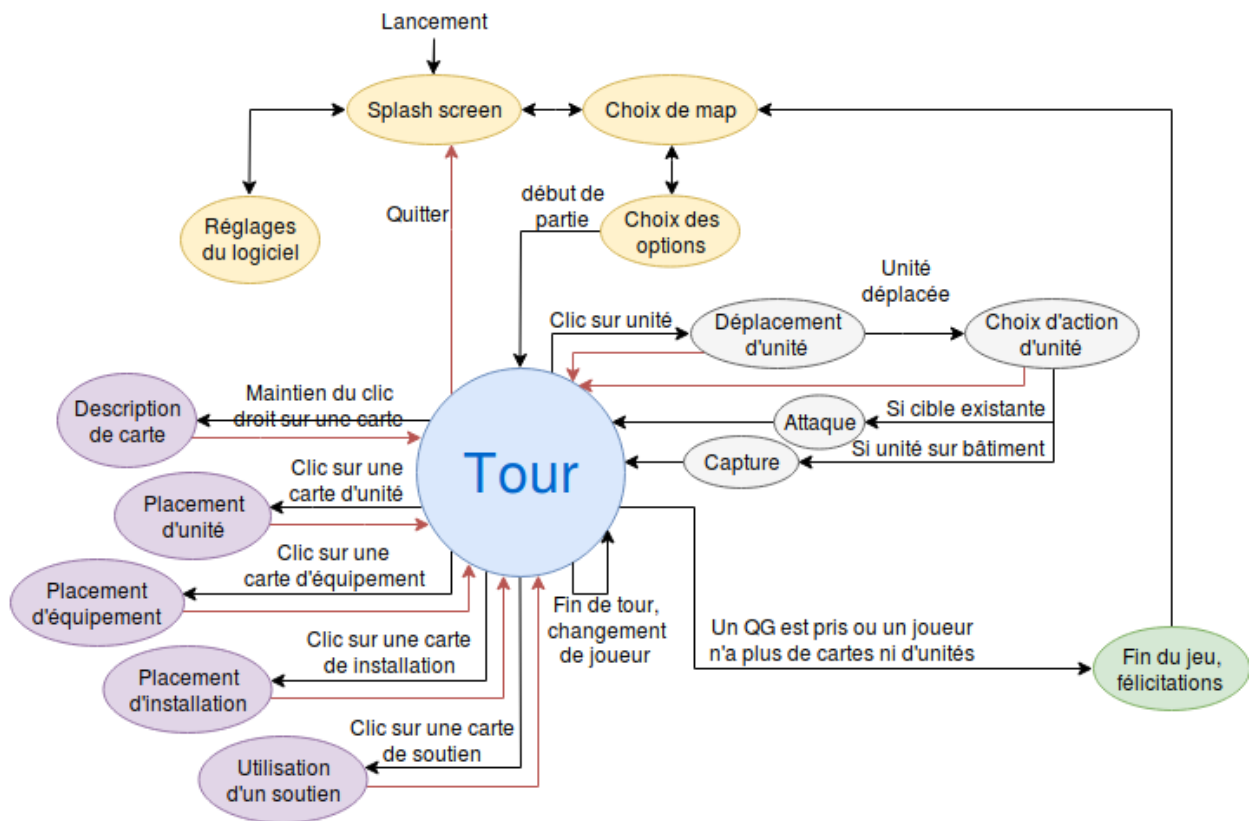 Lancement
Splash screen
Choix de map
Quitter
début de
partie
Réglages
du logiciel
Choix des
options
Unité
déplacée
Clic sur unité
Déplacement
d'unité
Choix d'action
d'unité
Maintien du clic
droit sur une carte
Description
de carte
Si cible existante
Attaque
Si unité sur bâtiment
Capture
Tour
Clic sur une
carte d'unité
Placement
d'unité
Clic sur une
carte d'équipement
Placement
d'équipement
Fin de tour,
changement
de joueur
Un QG est pris ou un joueur
n'a plus de cartes ni d'unités
Fin du jeu,
félicitations
Clic sur une carte
de installation
Placement
d'installation
Clic sur une carte
de soutien
Utilisation
d'un soutien